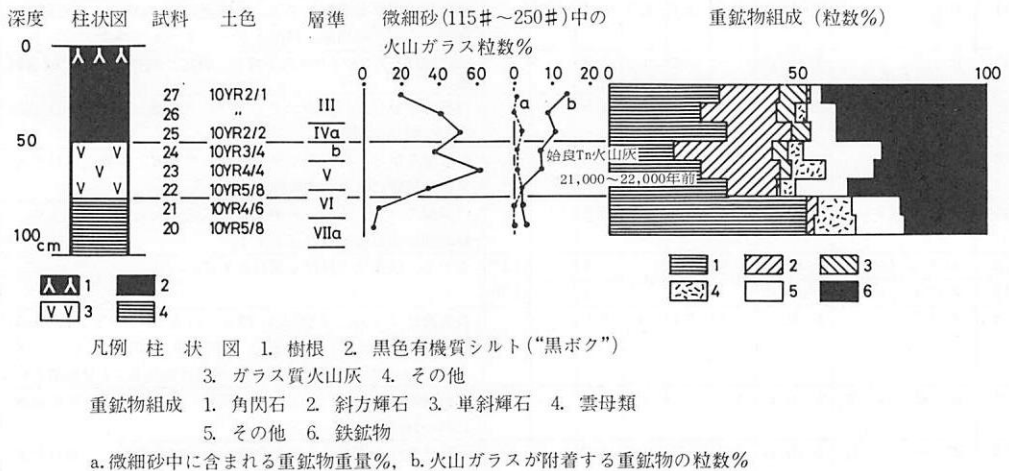 深度 柱状図 試料 土色 層準 微細砂(115#～250#)中の 重鉱物組成 (粒数%)
火山ガラス粒数%
0 0 20 40 60 0 10 20 0 50 100
27 10YR2/1 III a b
26 〃
25 10YR2/2 IVa
50 24 10YR3/4 b 始良Tn火山灰
23 10YR4/4 V 21,000～22,000年前
22 10YR5/8
21 10YR4/6 VI
20 10YR5/8 VIIa
100 cm
1 2 1 2 3
3 4 4 5 6
凡例 柱 状 図 1. 樹根 2. 黒色有機質シルト("黒ボク")
3. ガラス質火山灰 4. その他
重鉱物組成 1. 角閃石 2. 斜方輝石 3. 単斜輝石 4. 雲母類
5. その他 6. 鉄鉱物
a.微細砂中に含まれる重鉱物重量%, b.火山ガラスが附着する重鉱物の粒数%